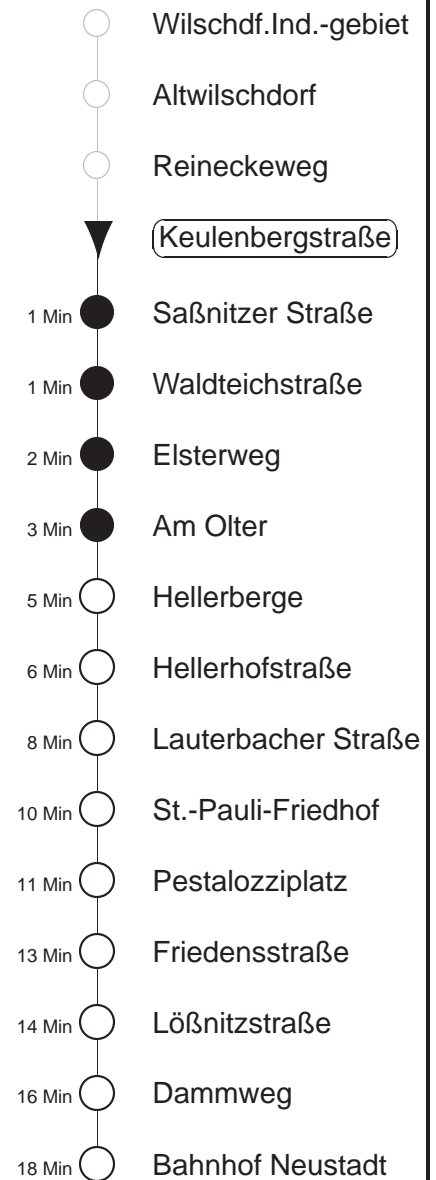 Wilschdf.Ind.-gebiet
Altwilschdorf
Reineckeweg
Keulenbergstraße
1 Min Saßnitzer Straße
1 Min Waldteichstraße
2 Min Elsterweg
3 Min Am Olter
5 Min Hellerberge
6 Min Hellerhofstraße
8 Min Lauterbacher Straße
10 Min St.-Pauli-Friedhof
11 Min Pestalozziplatz
13 Min Friedensstraße
14 Min Lößnitzstraße
16 Min Dammweg
18 Min Bahnhof Neustadt